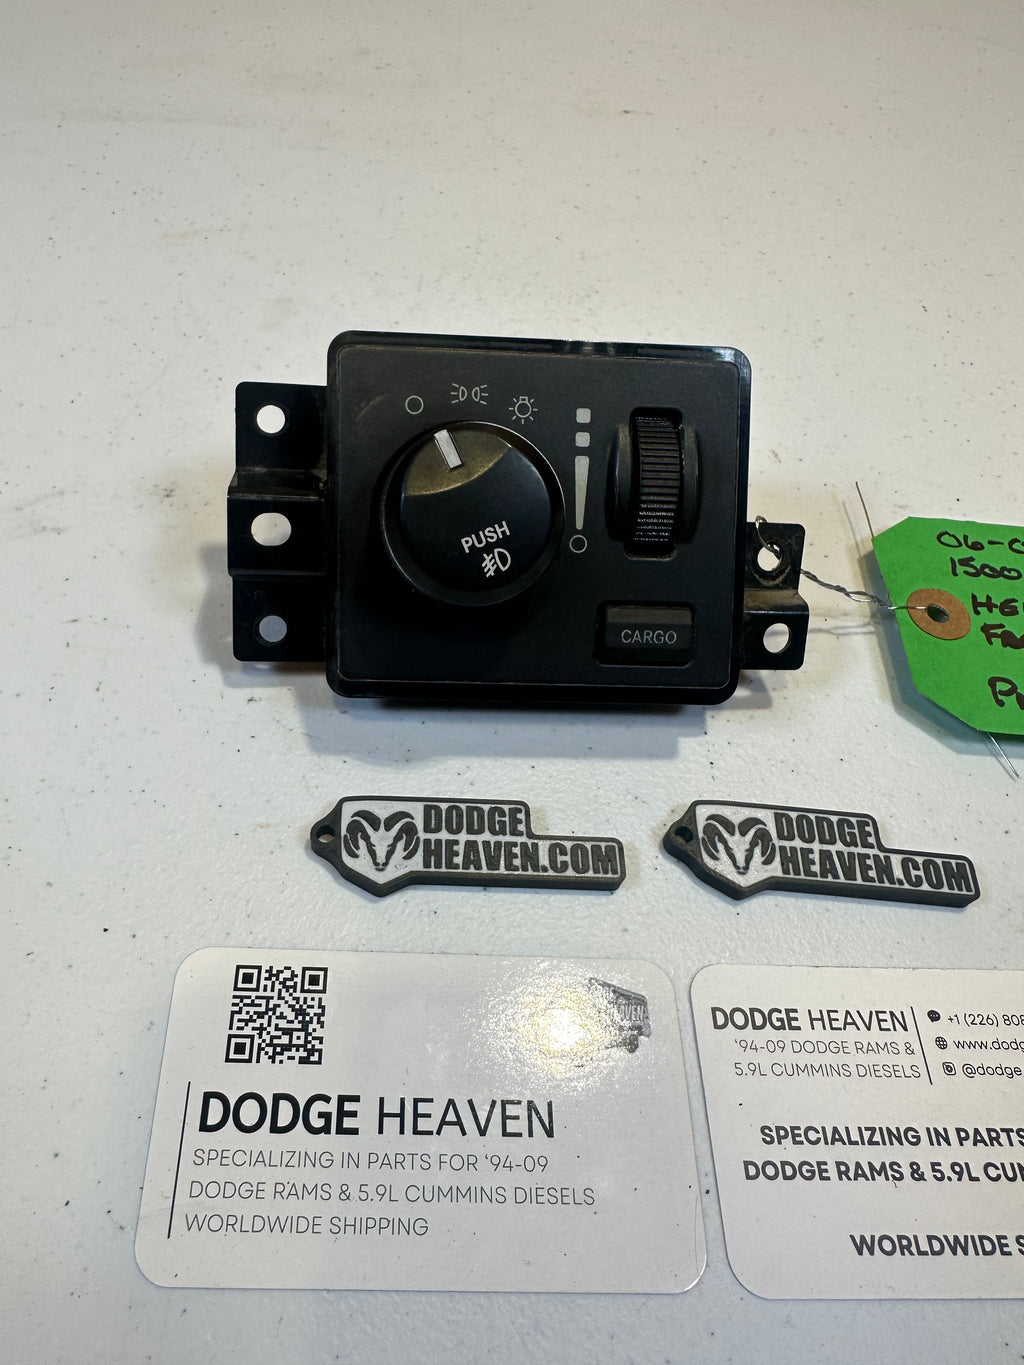 PUSH
CARGO
06-0
1500
HE
P
DODGE
HEAVEN.COM
DODGE
HEAVEN.COM
DODGE HEAVEN
SPECIALIZING IN PARTS FOR ‘94-09
DODGE RAMS & 5.9L CUMMINS DIESELS
WORLDWIDE SHIPPING
DODGE HEAVEN
‘94-09 DODGE RAMS &
5.9L CUMMINS DIESELS
+1 (226) 808
www.dodg
@dodge
SPECIALIZING IN PARTS
DODGE RAMS & 5.9L CUM
WORLDWIDE S